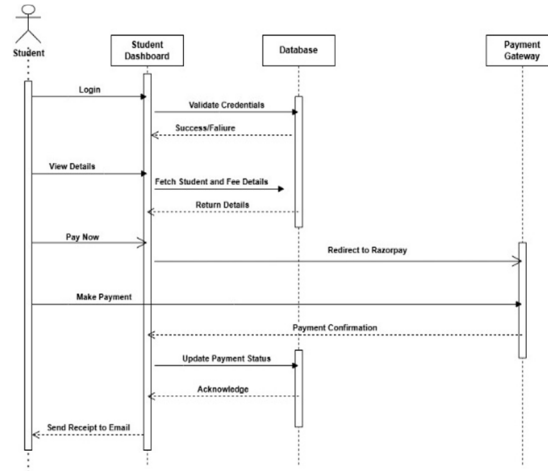 Student
Student
Dashboard
Database
Payment
Gateway
Login
Validate Credentials
Success/Faliure
View Details
Fetch Student and Fee Details
Return Details
Pay Now
Redirect to Razorpay
Make Payment
Payment Confirmation
Update Payment Status
Acknowledge
Send Receipt to Email